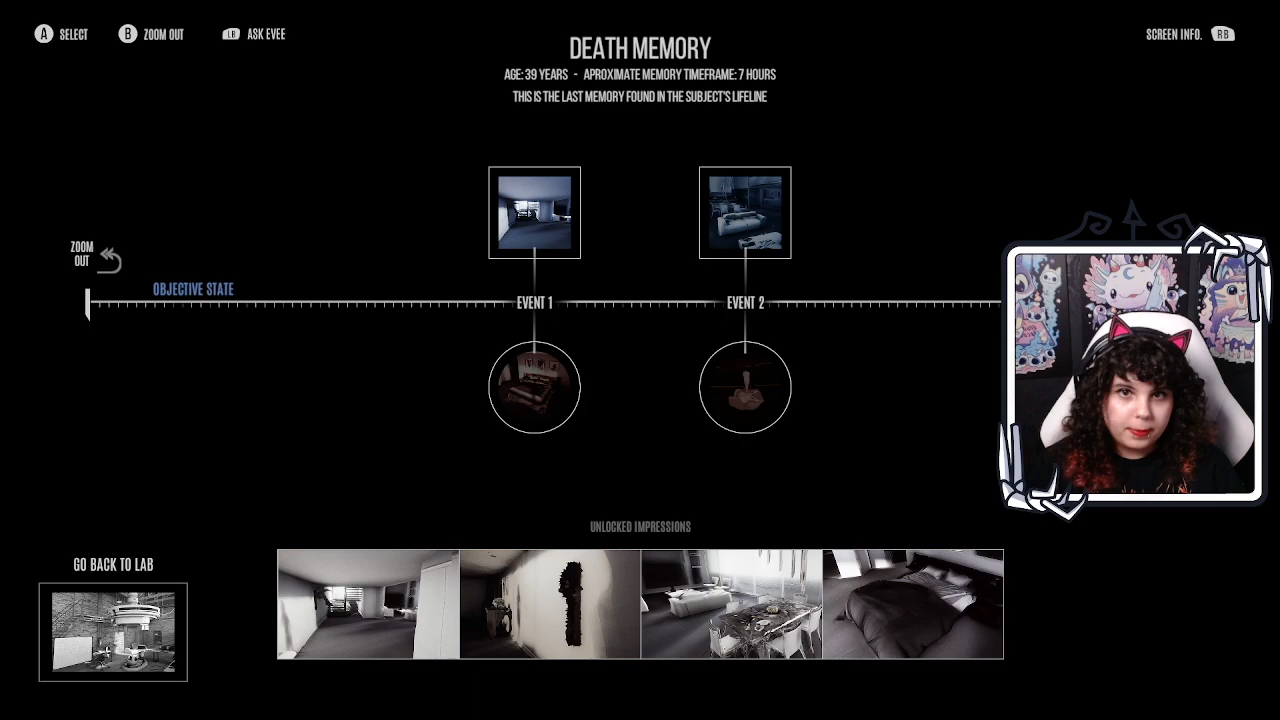 A SELECT
B ZOOM OUT
LB ASK EVEE
SCREEN INFO. RB
DEATH MEMORY
AGE: 39 YEARS - APROXIMATE MEMORY TIMEFRAME: 7 HOURS
THIS IS THE LAST MEMORY FOUND IN THE SUBJECT'S LIFELINE
ZOOM
OUT
OBJECTIVE STATE
EVENT 1
EVENT 2
UNLOCKED IMPRESSIONS
GO BACK TO LAB